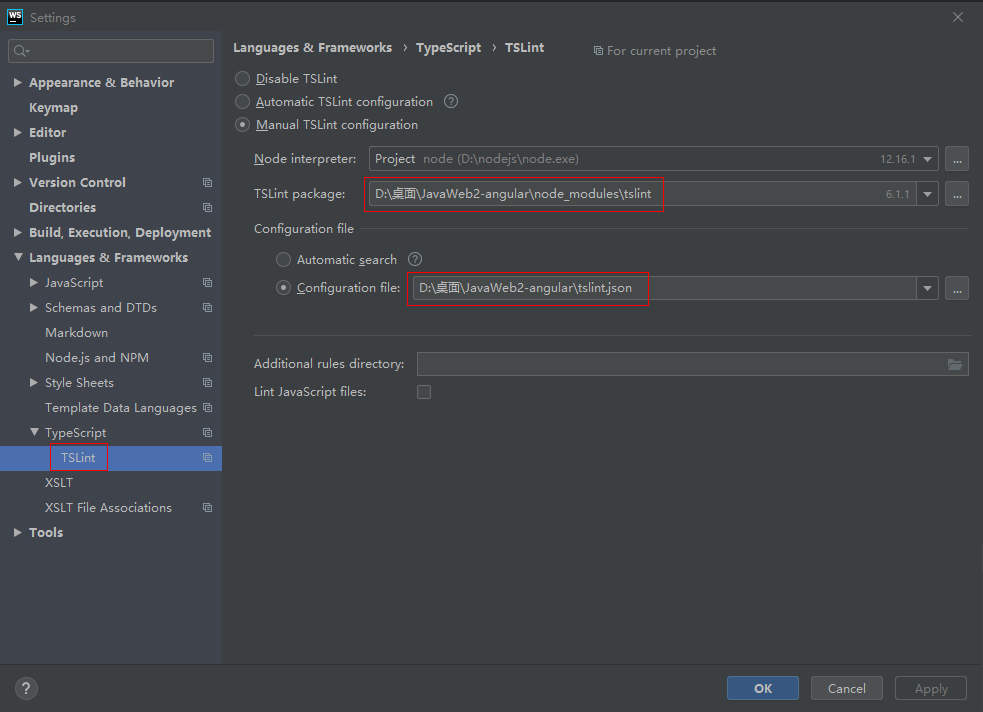 WS Settings
Appearance & Behavior
Keymap
Editor
Plugins
Version Control
Directories
Build, Execution, Deployment
Languages & Frameworks
JavaScript
Schemas and DTDs
Markdown
Node.js and NPM
Style Sheets
Template Data Languages
TypeScript
TSLint
XSLT
XSLT File Associations
Tools
Languages & Frameworks › TypeScript › TSLint For current project
Disable TSLint
Automatic TSLint configuration ?
Manual TSLint configuration
Node interpreter: Project node (D:\nodejs\node.exe) 12.16.1 ...
TSLint package: D:\桌面\JavaWeb2-angular\node_modules\tslint 6.1.1 ...
Configuration file
Automatic search ?
Configuration file: D:\桌面\JavaWeb2-angular\tslint.json ...
Additional rules directory:
Lint JavaScript files:
? OK Cancel Apply